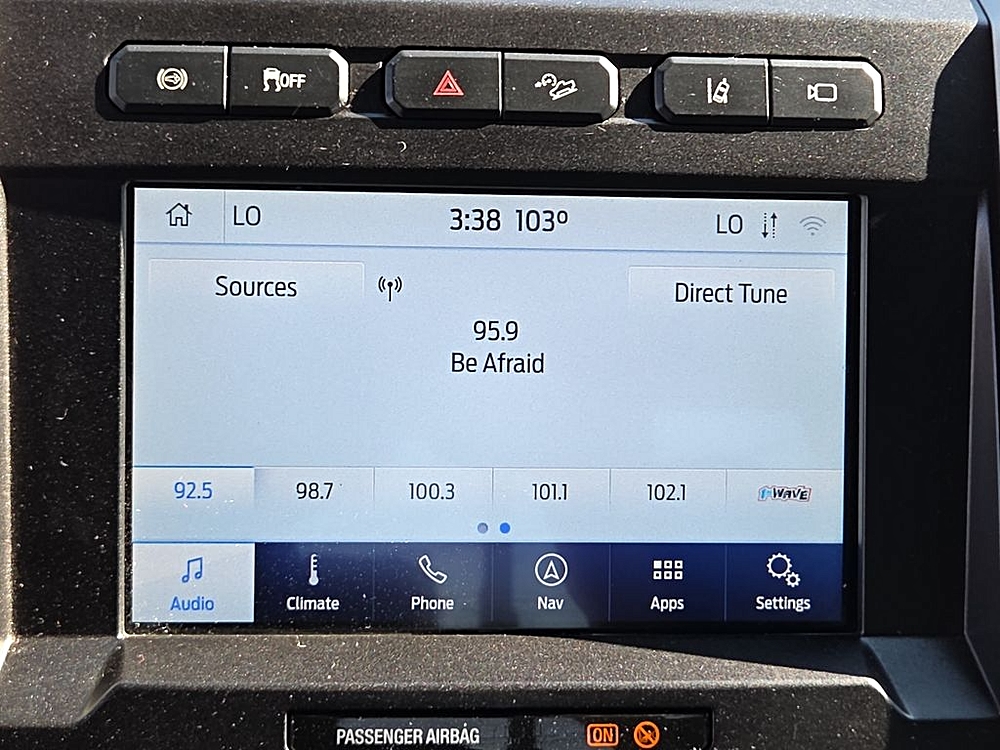 OFF
LO
3:38 103º
LO
Sources
Direct Tune
95.9
Be Afraid
92.5
98.7
100.3
101.1
102.1
1st WAVE
Audio
Climate
Phone
Nav
Apps
Settings
PASSENGER AIRBAG
ON